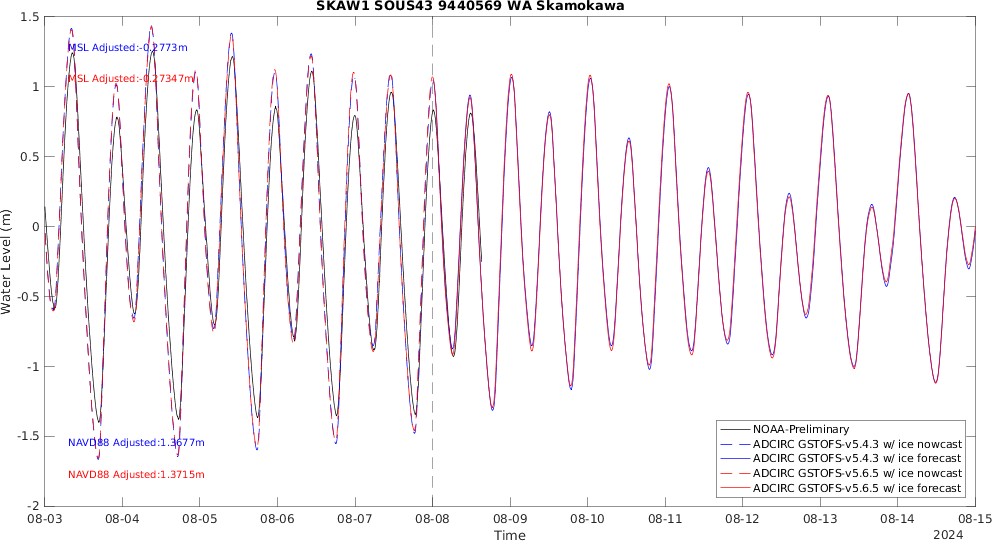 SKAW1 SOUS43 9440569 WA Skamokawa
1.5
1
0.5
0
-0.5
-1
-1.5
-2
Water Level (m)
MSL Adjusted:-0.2773m
MSL Adjusted:-0.27347m
NAVD88 Adjusted:1.3677m
NAVD88 Adjusted:1.3715m
NOAA-Preliminary
ADCIRC GSTOFS-v5.4.3 w/ ice nowcast
ADCIRC GSTOFS-v5.4.3 w/ ice forecast
ADCIRC GSTOFS-v5.6.5 w/ ice nowcast
ADCIRC GSTOFS-v5.6.5 w/ ice forecast
08-03 08-04 08-05 08-06 08-07 08-08 08-09 08-10 08-11 08-12 08-13 08-14 08-15
Time
2024